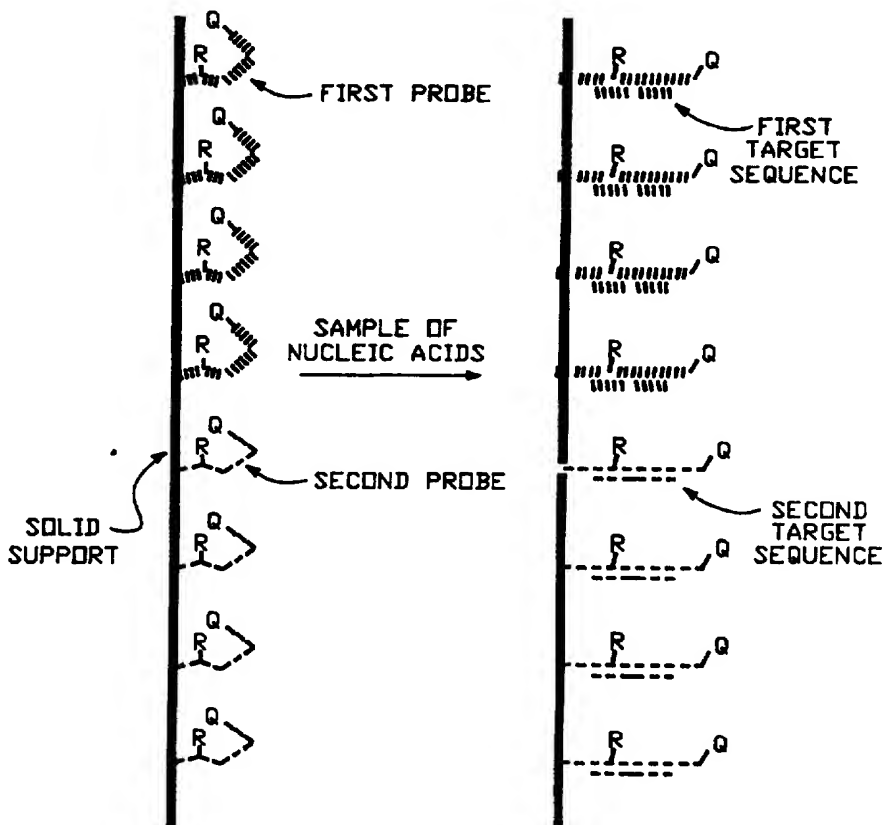 Q
R
FIRST PROBE
Q
R
Q
R
Q
R
SAMPLE OF
NUCLEIC ACIDS
Q
R
SECOND PROBE
SOLID
SUPPORT
Q
R
Q
R
Q
R
R
Q
FIRST
TARGET
SEQUENCE
R
Q
R
Q
R
Q
R
Q
SECOND
TARGET
SEQUENCE
R
Q
R
Q
R
Q